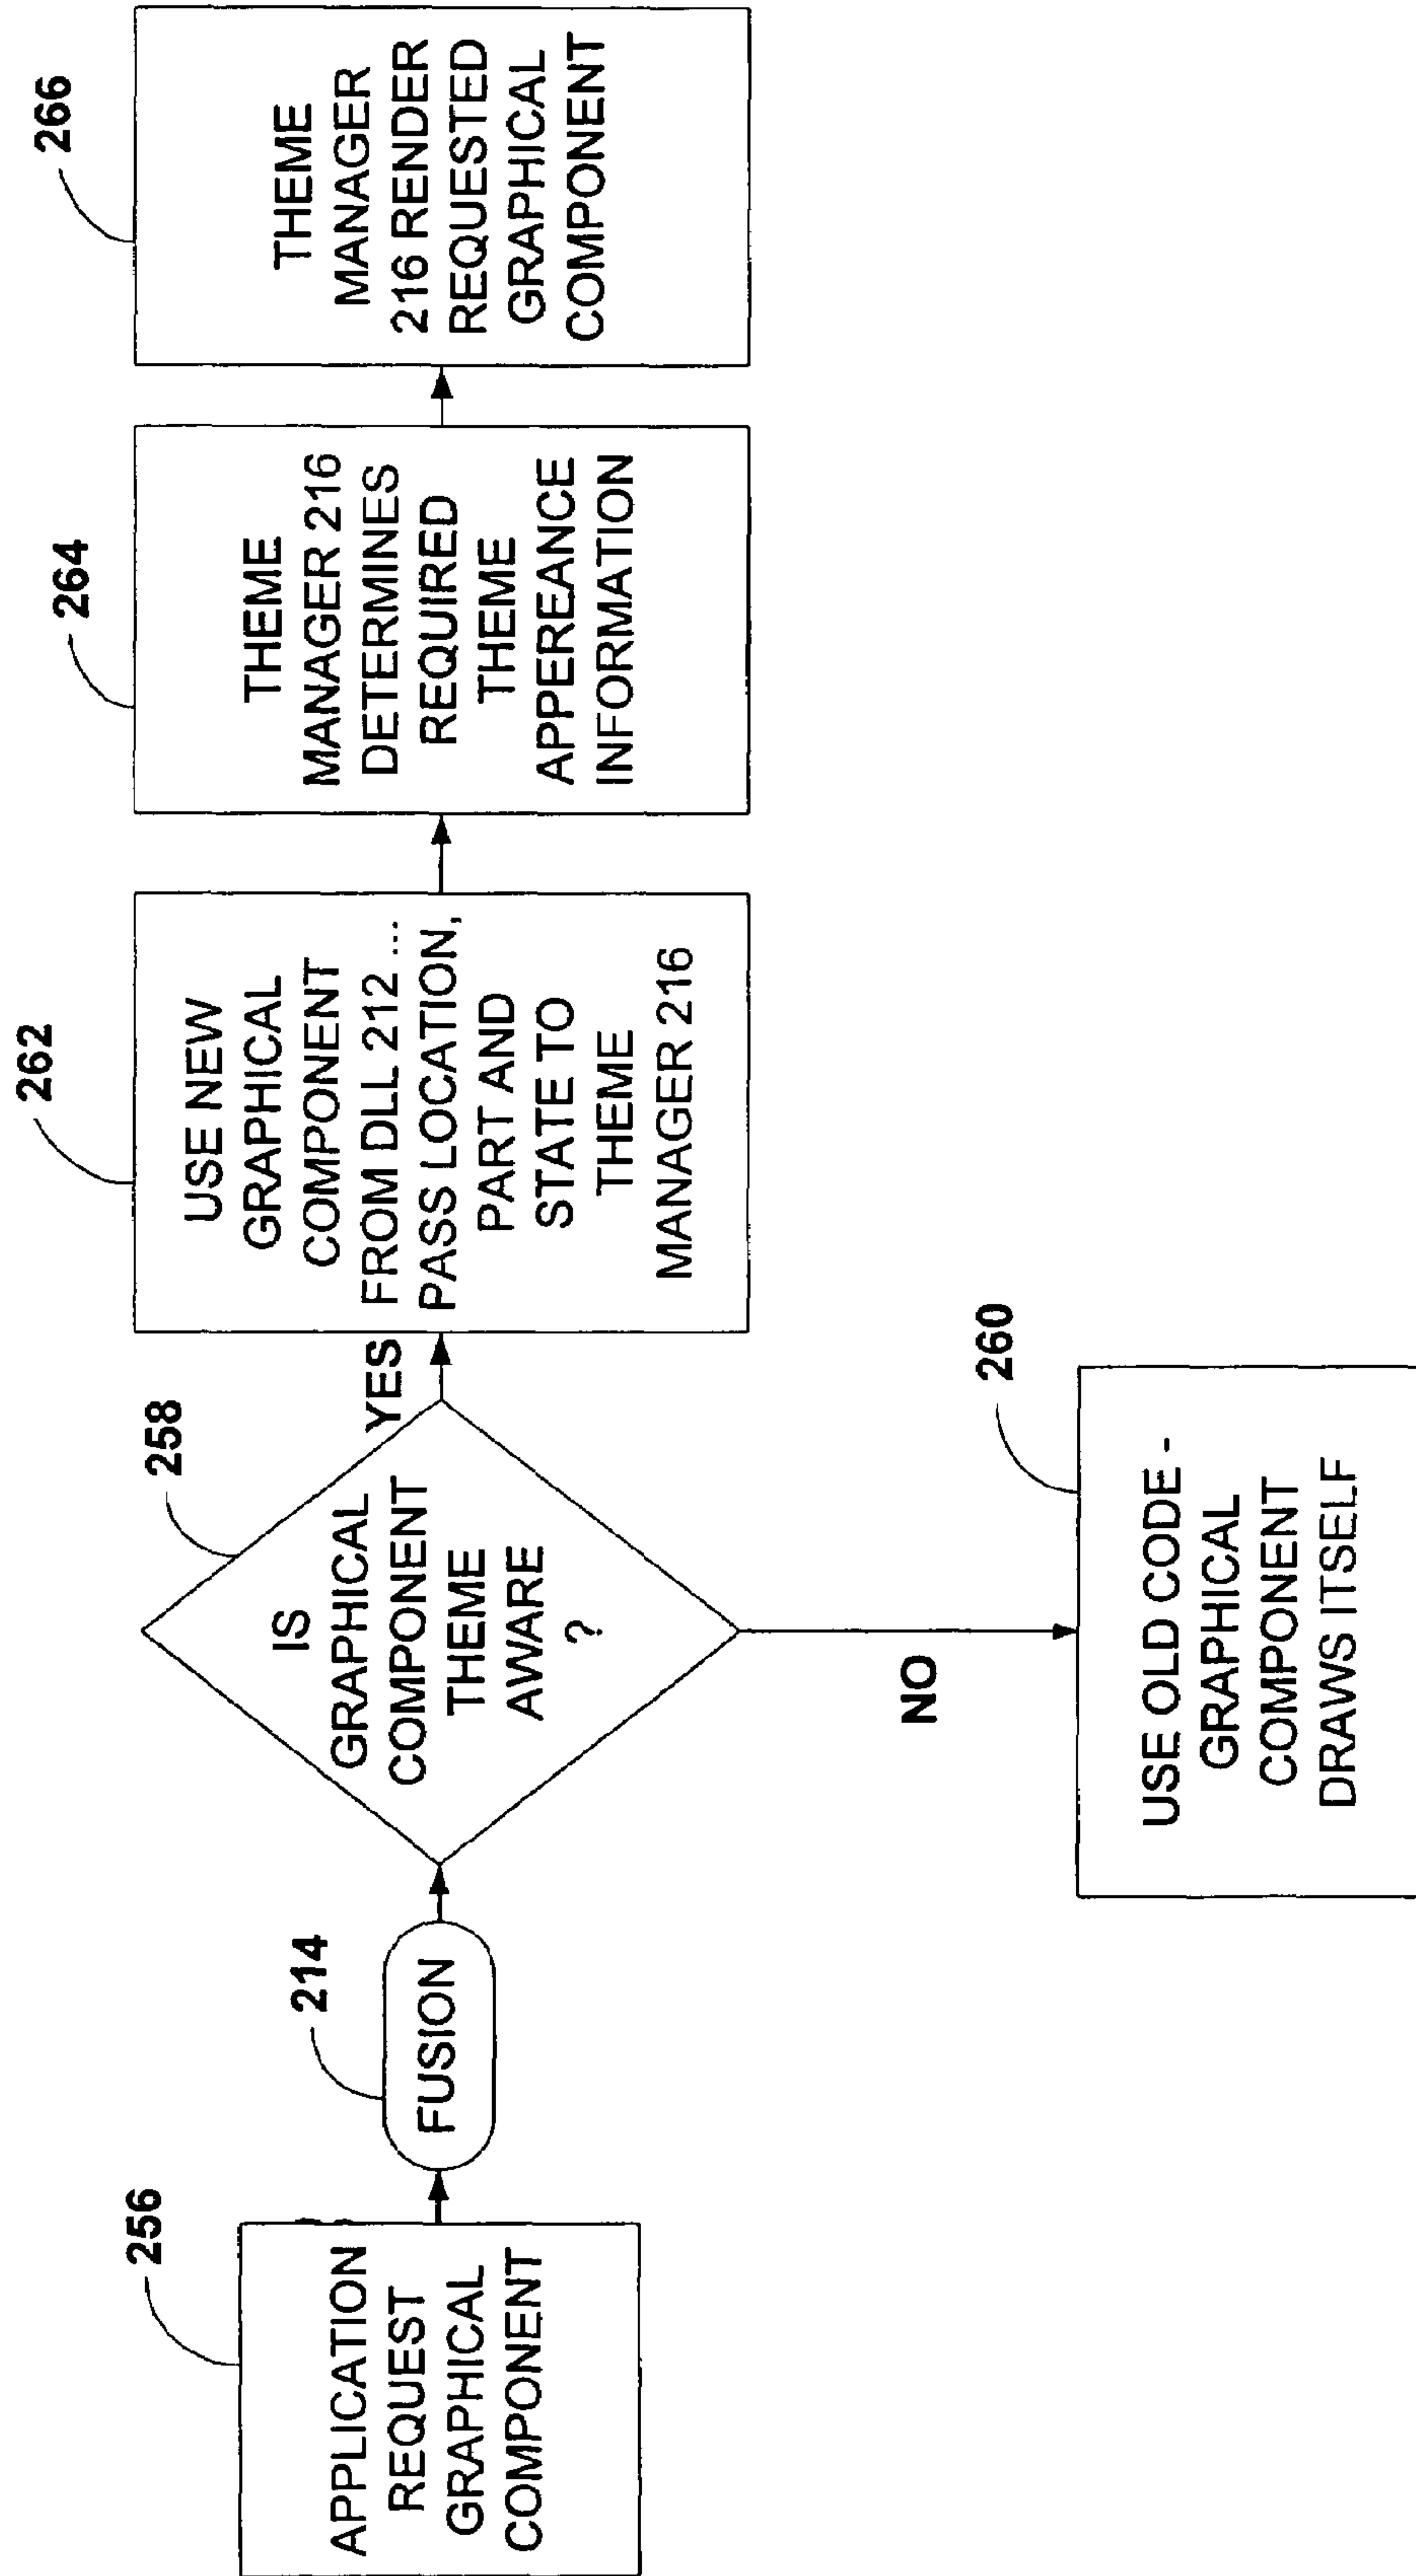 256
APPLICATION
REQUEST
GRAPHICAL
COMPONENT
214
FUSION
258
IS
GRAPHICAL
COMPONENT
THEME
AWARE
?
YES
NO
260
USE OLD CODE -
GRAPHICAL
COMPONENT
DRAWS ITSELF
262
USE NEW
GRAPHICAL
COMPONENT
FROM DLL 212 ...
PASS LOCATION,
PART AND
STATE TO
THEME
MANAGER 216
264
THEME
MANAGER 216
DETERMINES
REQUIRED
THEME
APPEREANCE
INFORMATION
266
THEME
MANAGER
216 RENDER
REQUESTED
GRAPHICAL
COMPONENT